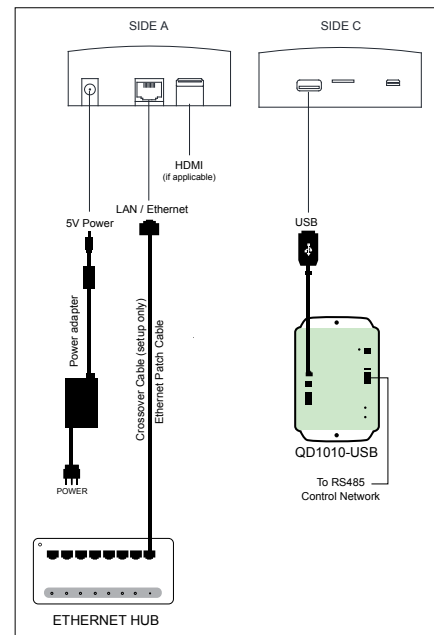 SIDE A
SIDE C
HDMI
(if applicable)
LAN / Ethernet
5V Power
USB
Power adapter
Crossover Cable (setup only)
Ethernet Patch Cable
POWER
QD1010-USB
To RS485
Control Network
ETHERNET HUB